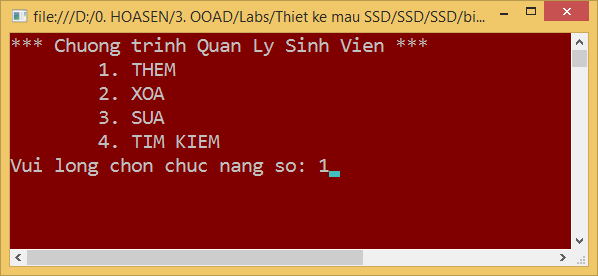 file:///D:/0. HOASEN/3. OOAD/Labs/Thiet ke mau SSD/SSD/SSD/bi...
*** Chuong trinh Quan Ly Sinh Vien ***
1. THEM
2. XOA
3. SUA
4. TIM KIEM
Vui long chon chuc nang so: 1